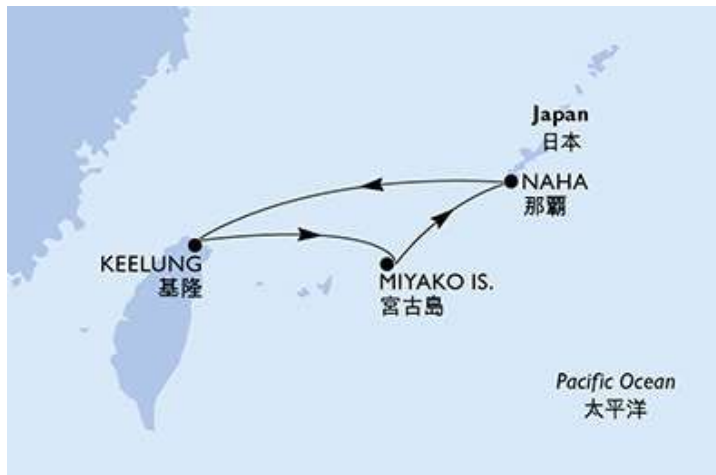 Japan
日本
NAHA
那覇
KEELUNG
基隆
MIYAKO IS.
宮古島
Pacific Ocean
太平洋